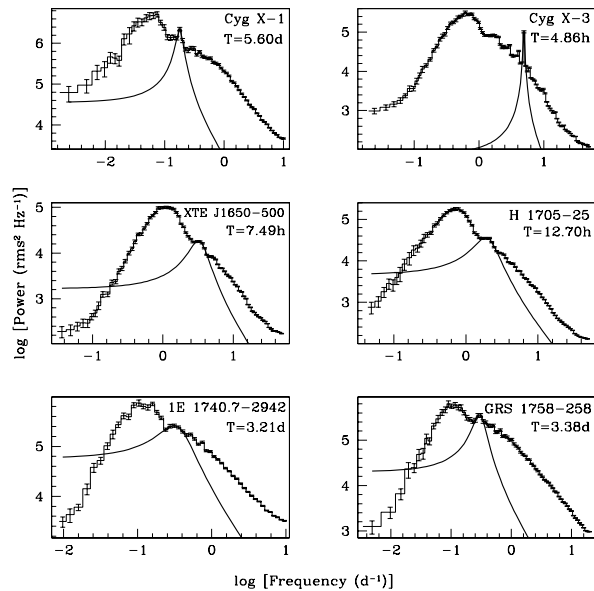 Cyg X-1
T=5.60d
6
5
4
-2
-1
0
1
Cyg X-3
T=4.86h
5
4
3
0
1
log [Power (rms² Hz⁻¹)]
XTE J1650-500
T=7.49h
5
4
3
-1
0
1
H 1705-25
T=12.70h
5
4
3
-1
0
1
1E 1740.7-2942
T=3.21d
5
4
-2
-1
0
1
GRS 1758-258
T=3.38d
5
4
3
-2
-1
0
1
log [Frequency (d⁻¹)]